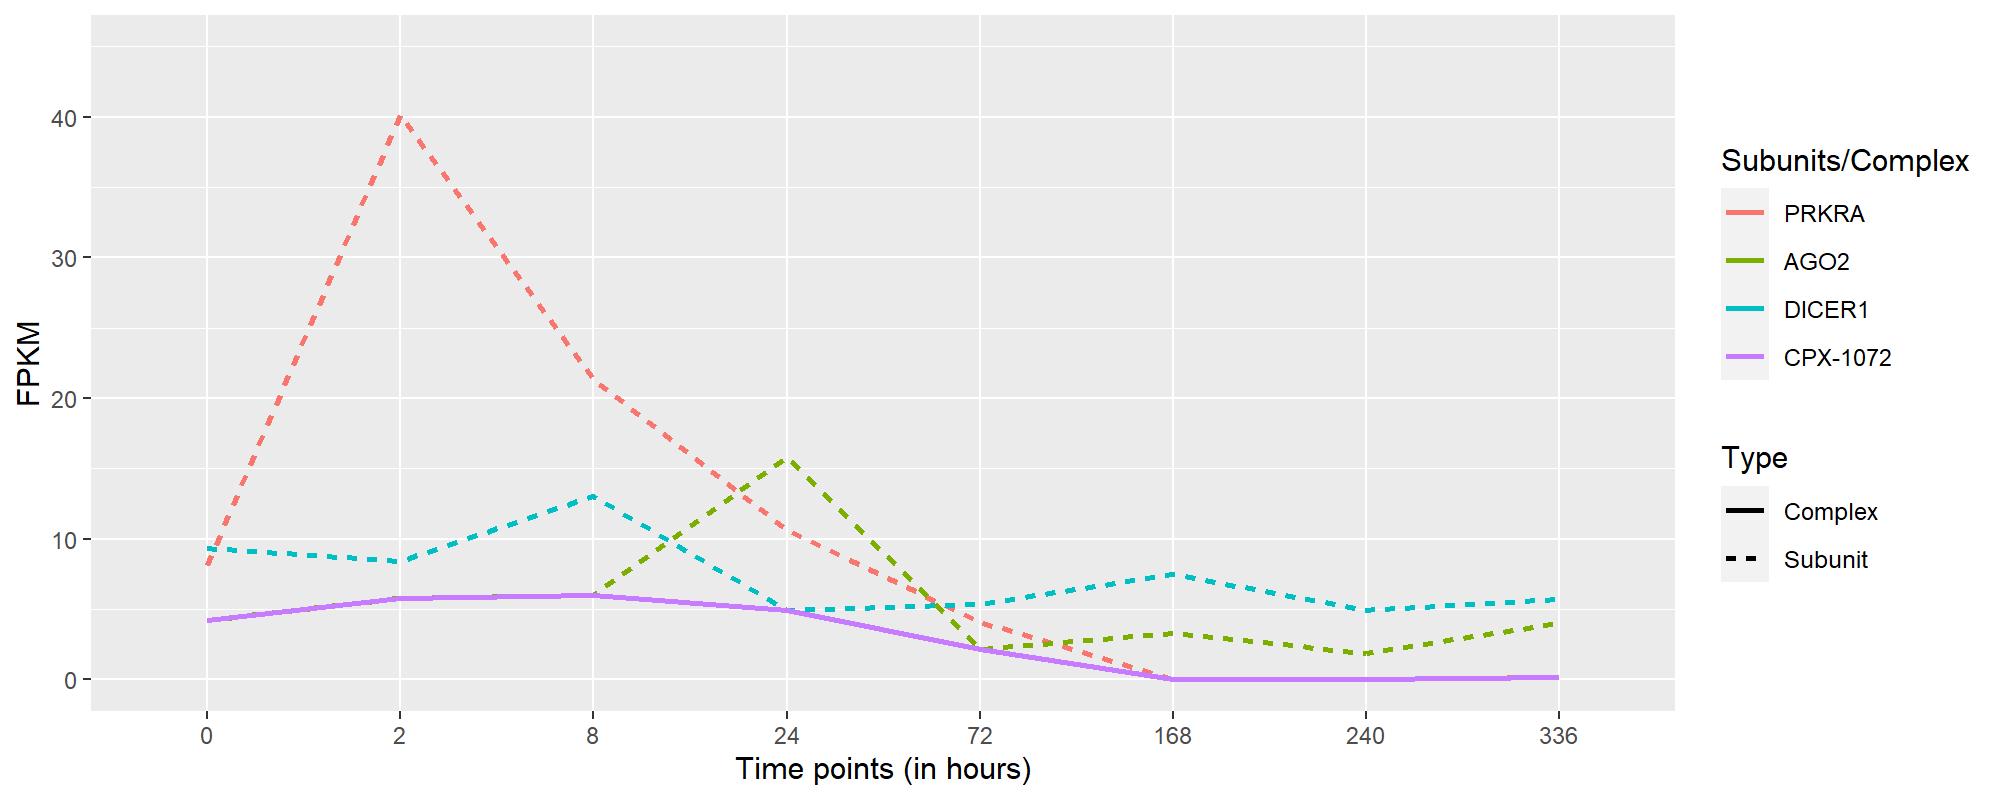 FPKM
40
30
20
10
0
0 2 8 24 72 168 240 336
Time points (in hours)
Subunits/Complex
PRKRA
AGO2
DICER1
CPX-1072
Type
Complex
Subunit